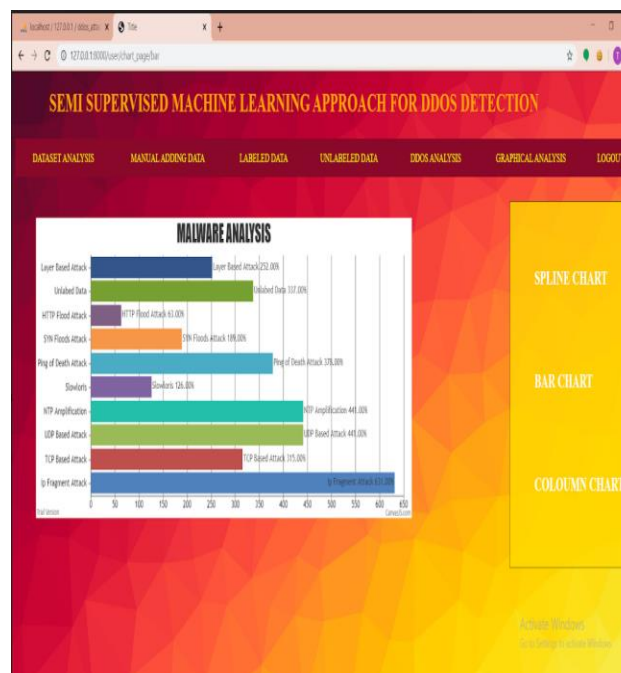 localhost / 127.0.0.1 / ddos_atta
Title
127.0.0.1:8000/user/chart_page/bar
SEMI SUPERVISED MACHINE LEARNING APPROACH FOR DDOS DETECTION
DATASET ANALYSIS MANUAL ADDING DATA LABELED DATA UNLABELED DATA DDOS ANALYSIS GRAPHICAL ANALYSIS LOGOUT
MALWARE ANALYSIS
Layer Based Attack Layer Based Attack 252.00%
Unlabed Data Unlabed Data 337.00%
HTTP Flood Attack HTTP Flood Attack 63.00%
SYN Floods Attack SYN Floods Attack 189.00%
Ping of Death Attack Ping of Death Attack 378.00%
Slowloris Slowloris 126.00%
NTP Amplification NTP Amplification 441.00%
UDP Based Attack UDP Based Attack 441.00%
TCP Based Attack TCP Based Attack 315.00%
Ip Fragment Attack Ip Fragment Attack
0 50 100 150 200 250 300 350 400 450 500 550 600 650
Trial Version CanvasJS.com
SPLINE CHART
BAR CHART
COLOUMN CHART
Activate Windows
Go to Settings to activate Windows.